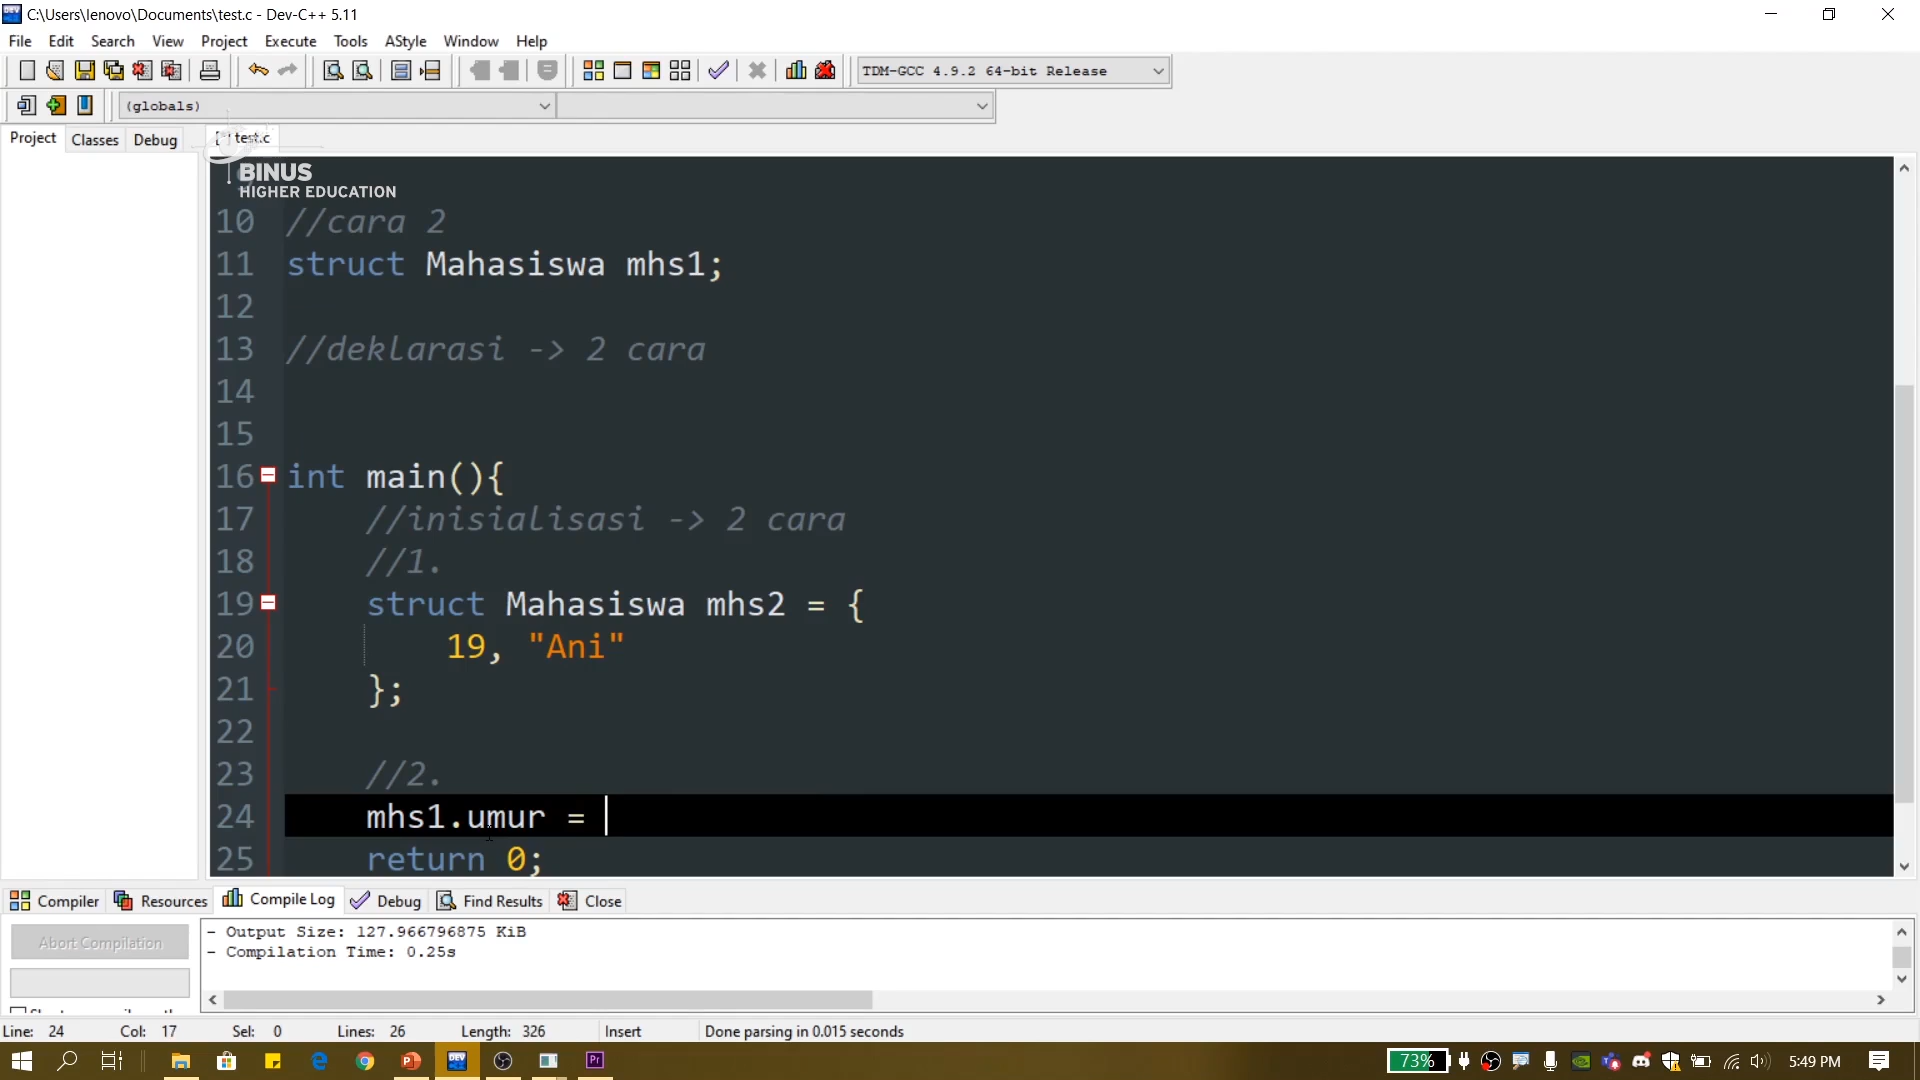 C:\Users\lenovo\Documents\test.c - Dev-C++ 5.11
File Edit Search View Project Execute Tools AStyle Window Help
TDM-GCC 4.9.2 64-bit Release
(globals)
Project Classes Debug test.c
BINUS
HIGHER EDUCATION
10 //cara 2
11 struct Mahasiswa mhs1;
12
13 //deklarasi -> 2 cara
14
15
16 int main(){
17 //inisialisasi -> 2 cara
18 //1.
19 struct Mahasiswa mhs2 = {
20 19, "Ani"
21 };
22
23 //2.
24 mhs1.umur =
25 return 0;
Compiler Resources Compile Log Debug Find Results Close
Abort Compilation
- Output Size: 127.966796875 KiB
- Compilation Time: 0.25s
Line: 24 Col: 17 Sel: 0 Lines: 26 Length: 326 Insert Done parsing in 0.015 seconds
DEV Pr 73% 5:49 PM